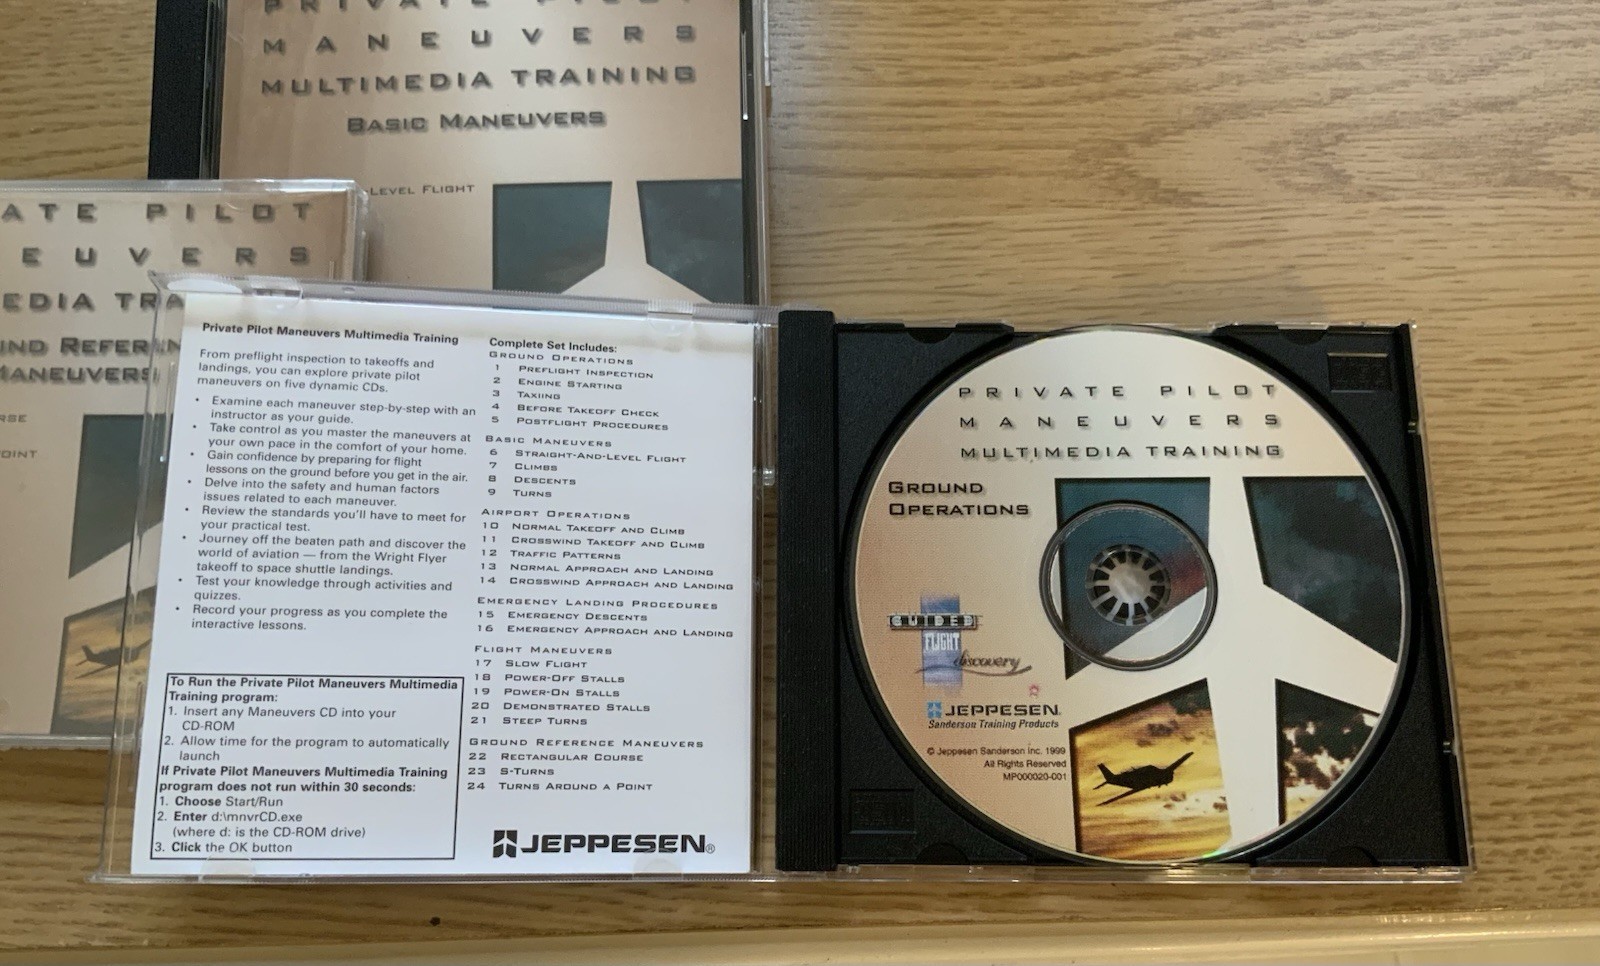 PRIVATE PILOT
MANEUVERS
MULTIMEDIA TRAINING
BASIC MANEUVERS
-LEVEL FLIGHT
ATE PILOT
EUVERS
EDIA TRA
ND REFEREN
MANEUVERS
RSE
OINT
Private Pilot Maneuvers Multimedia Training
From preflight inspection to takeoffs and
landings, you can explore private pilot
maneuvers on five dynamic CDs.
• Examine each maneuver step-by-step with an
instructor as your guide.
• Take control as you master the maneuvers at
your own pace in the comfort of your home.
• Gain confidence by preparing for flight
lessons on the ground before you get in the air.
• Delve into the safety and human factors
issues related to each maneuver.
• Review the standards you'll have to meet for
your practical test.
• Journey off the beaten path and discover the
world of aviation — from the Wright Flyer
takeoff to space shuttle landings.
• Test your knowledge through activities and
quizzes.
• Record your progress as you complete the
interactive lessons.
To Run the Private Pilot Maneuvers Multimedia
Training program:
1. Insert any Maneuvers CD into your
CD-ROM
2. Allow time for the program to automatically
launch
If Private Pilot Maneuvers Multimedia Training
program does not run within 30 seconds:
1. Choose Start/Run
2. Enter d:\mnvrCD.exe
(where d: is the CD-ROM drive)
3. Click the OK button
Complete Set Includes:
GROUND OPERATIONS
1 PREFLIGHT INSPECTION
2 ENGINE STARTING
3 TAXIING
4 BEFORE TAKEOFF CHECK
5 POSTFLIGHT PROCEDURES
BASIC MANEUVERS
6 STRAIGHT-AND-LEVEL FLIGHT
7 CLIMBS
8 DESCENTS
9 TURNS
AIRPORT OPERATIONS
10 NORMAL TAKEOFF AND CLIMB
11 CROSSWIND TAKEOFF AND CLIMB
12 TRAFFIC PATTERNS
13 NORMAL APPROACH AND LANDING
14 CROSSWIND APPROACH AND LANDING
EMERGENCY LANDING PROCEDURES
15 EMERGENCY DESCENTS
16 EMERGENCY APPROACH AND LANDING
FLIGHT MANEUVERS
17 SLOW FLIGHT
18 POWER-OFF STALLS
19 POWER-ON STALLS
20 DEMONSTRATED STALLS
21 STEEP TURNS
GROUND REFERENCE MANEUVERS
22 RECTANGULAR COURSE
23 S-TURNS
24 TURNS AROUND A POINT
JEPPESEN®
PRIVATE PILOT
MANEUVERS
MULTIMEDIA TRAINING
GROUND
OPERATIONS
GUIDED
FLIGHT
discovery
JEPPESEN.
Sanderson Training Products
© Jeppesen Sanderson Inc. 1999
All Rights Reserved
MP000020-001